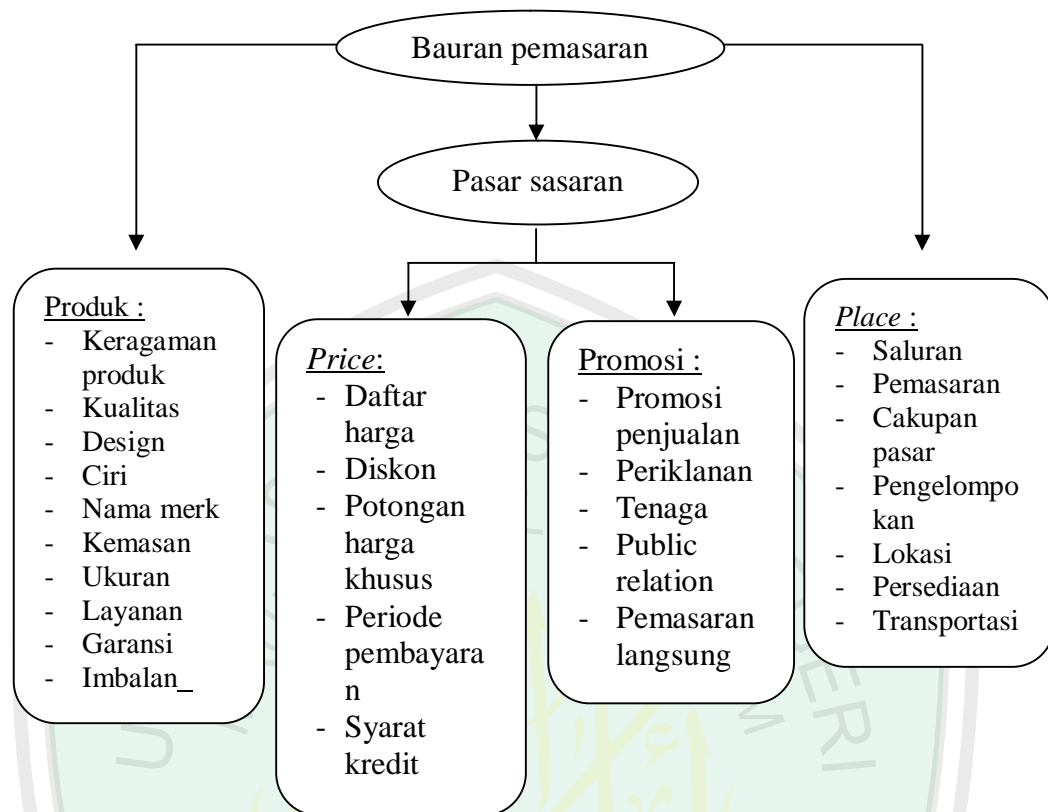 Bauran pemasaran
Pasar sasaran
Produk :
- Keragaman
produk
- Kualitas
- Design
- Ciri
- Nama merk
- Kemasan
- Ukuran
- Layanan
- Garansi
- Imbalan_
Price:
- Daftar
harga
- Diskon
- Potongan
harga
khusus
- Periode
pembayara
n
- Syarat
kredit
Promosi :
- Promosi
penjualan
- Periklanan
- Tenaga
- Public
relation
- Pemasaran
langsung
Place :
- Saluran
- Pemasaran
- Cakupan
pasar
- Pengelompo
kan
- Lokasi
- Persediaan
- Transportasi